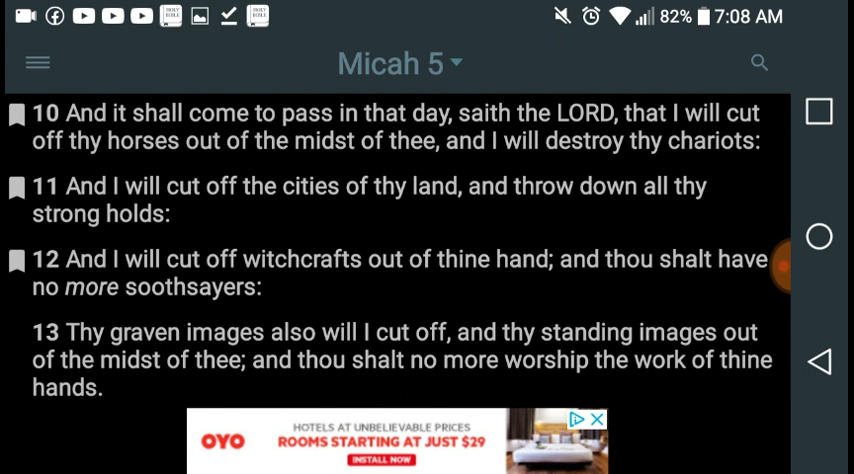 HOLY BIBLE HOLY BIBLE 82% 7:08 AM
Micah 5
10 And it shall come to pass in that day, saith the LORD, that I will cut
off thy horses out of the midst of thee, and I will destroy thy chariots:
11 And I will cut off the cities of thy land, and throw down all thy
strong holds:
12 And I will cut off witchcrafts out of thine hand; and thou shalt have
no more soothsayers:
13 Thy graven images also will I cut off, and thy standing images out
of the midst of thee; and thou shalt no more worship the work of thine
hands.
OYO
HOTELS AT UNBELIEVABLE PRICES
ROOMS STARTING AT JUST $29
INSTALL NOW